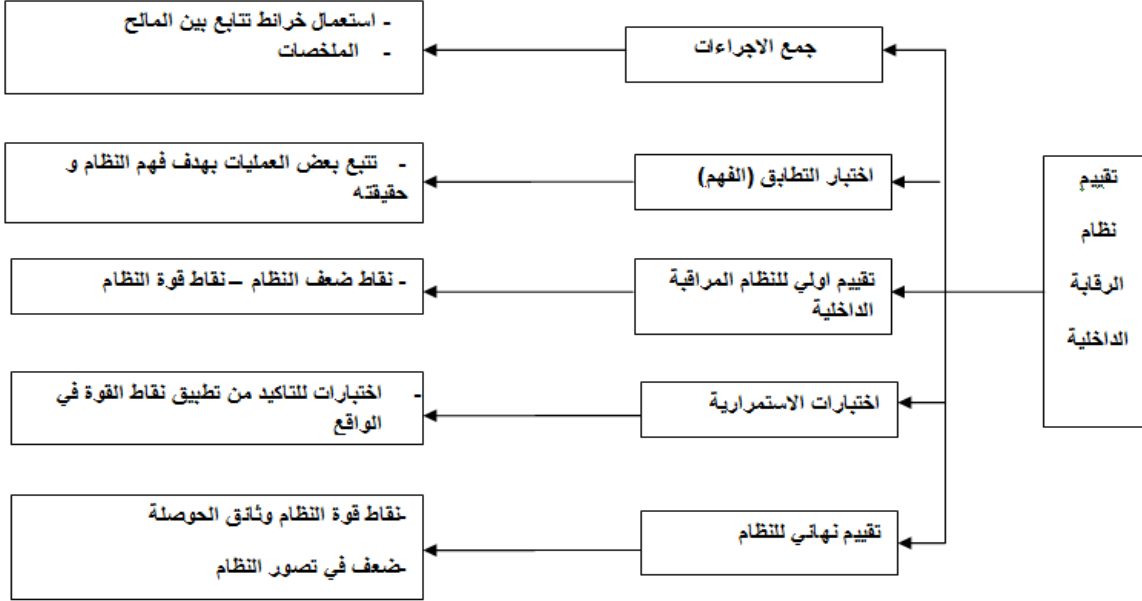 تقييم
نظام
الرقابة
الداخلية
جمع الاجراءات
- استعمال خرائط تتابع بين المالح
- الملخصات
اختبار التطابق (الفهم)
- تتبع بعض العمليات بهدف فهم النظام و
حقيقته
تقييم اولي للنظام المراقبة
الداخلية
- نقاط ضعف النظام – نقاط قوة النظام
اختبارات الاستمرارية
- اختبارات للتاكيد من تطبيق نقاط القوة في
الواقع
تقييم نهائي للنظام
-نقاط قوة النظام وثائق الحوصلة
-ضعف في تصور النظام